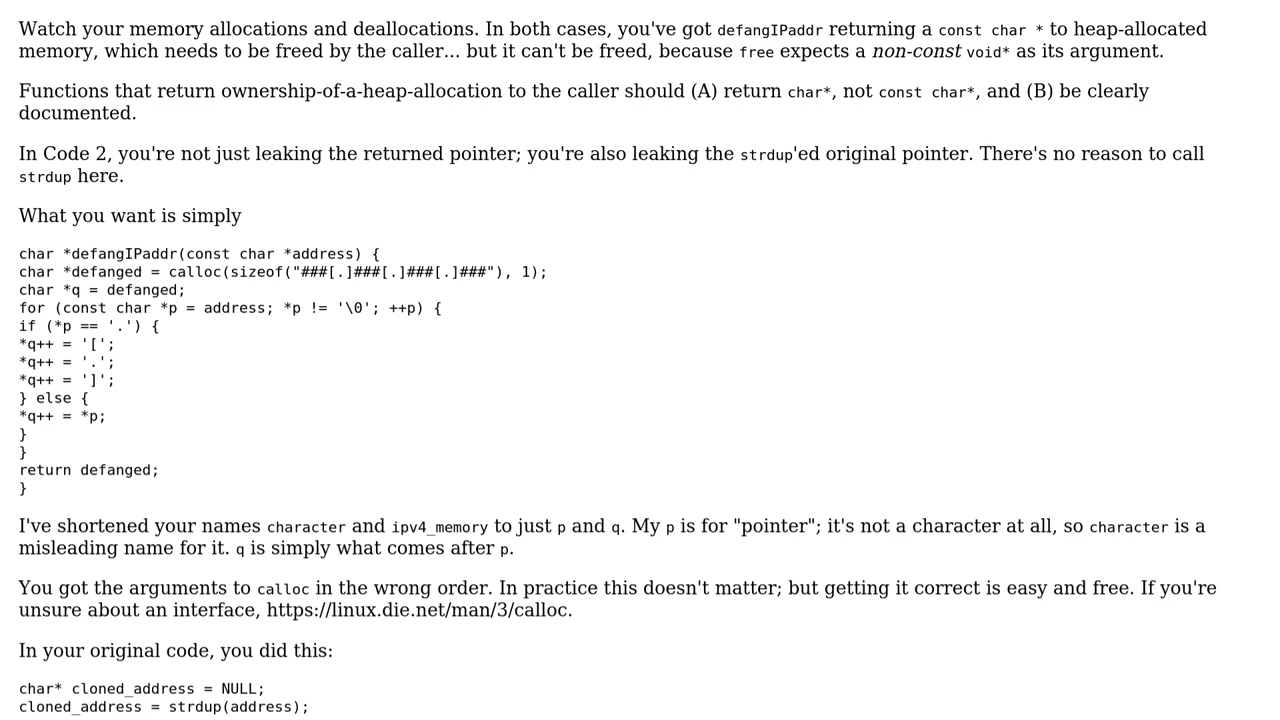 Watch your memory allocations and deallocations. In both cases, you've got defangIPaddr returning a const char * to heap-allocated
memory, which needs to be freed by the caller... but it can't be freed, because free expects a non-const void* as its argument.
Functions that return ownership-of-a-heap-allocation to the caller should (A) return char*, not const char*, and (B) be clearly
documented.
In Code 2, you're not just leaking the returned pointer; you're also leaking the strdup'ed original pointer. There's no reason to call
strdup here.
What you want is simply
char *defangIPaddr(const char *address) {
char *defanged = calloc(sizeof("###[.]###[.]###[.]###"), 1);
char *q = defanged;
for (const char *p = address; *p != '\0'; ++p) {
if (*p == '.') {
*q++ = '[';
*q++ = '.';
*q++ = ']';
} else {
*q++ = *p;
}
}
return defanged;
}
I've shortened your names character and ipv4_memory to just p and q. My p is for "pointer"; it's not a character at all, so character is a
misleading name for it. q is simply what comes after p.
You got the arguments to calloc in the wrong order. In practice this doesn't matter; but getting it correct is easy and free. If you're
unsure about an interface, https://linux.die.net/man/3/calloc.
In your original code, you did this:
char* cloned_address = NULL;
cloned_address = strdup(address);